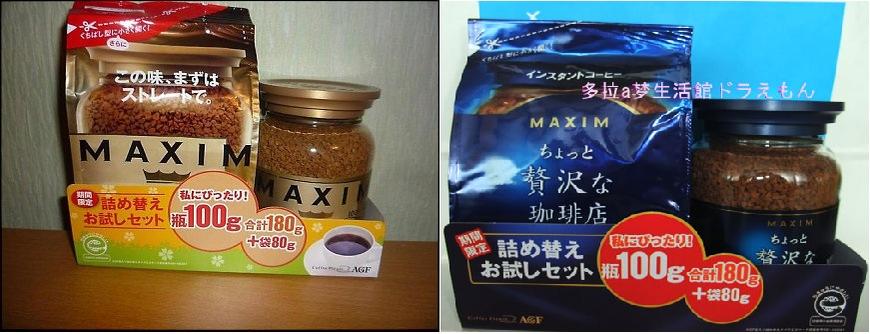 くちばし型に小さく開く!
さらに
この味、まずは
ストレートで。
MAXIM
MAXIM
期間
限定
詰め替え
お試しセット
私にぴったり!
瓶100g
合計180g
+袋80g
AGF
インスタントコーヒー
多拉a夢生活館ドラえもん
MAXIM
ちょっと
贅沢な
珈琲店
MAXIM
ちょっと
贅沢な
期間
限定
詰め替え
お試しセット
私にぴったり!
瓶100g
合計180g
+袋80g
AGF